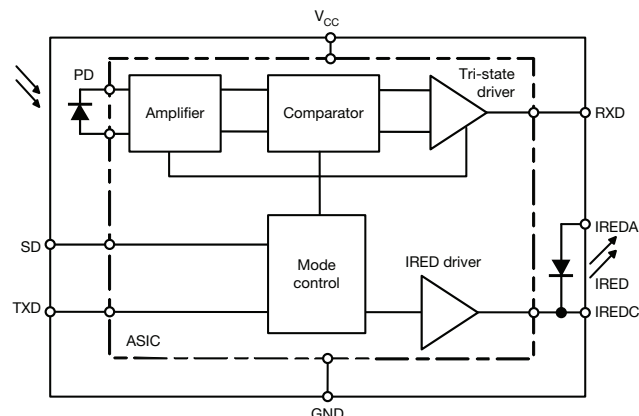 VCC
PD
Amplifier
Comparator
Tri-state
driver
RXD
IREDA
SD
Mode
control
IRED driver
IRED
TXD
IREDC
ASIC
GND